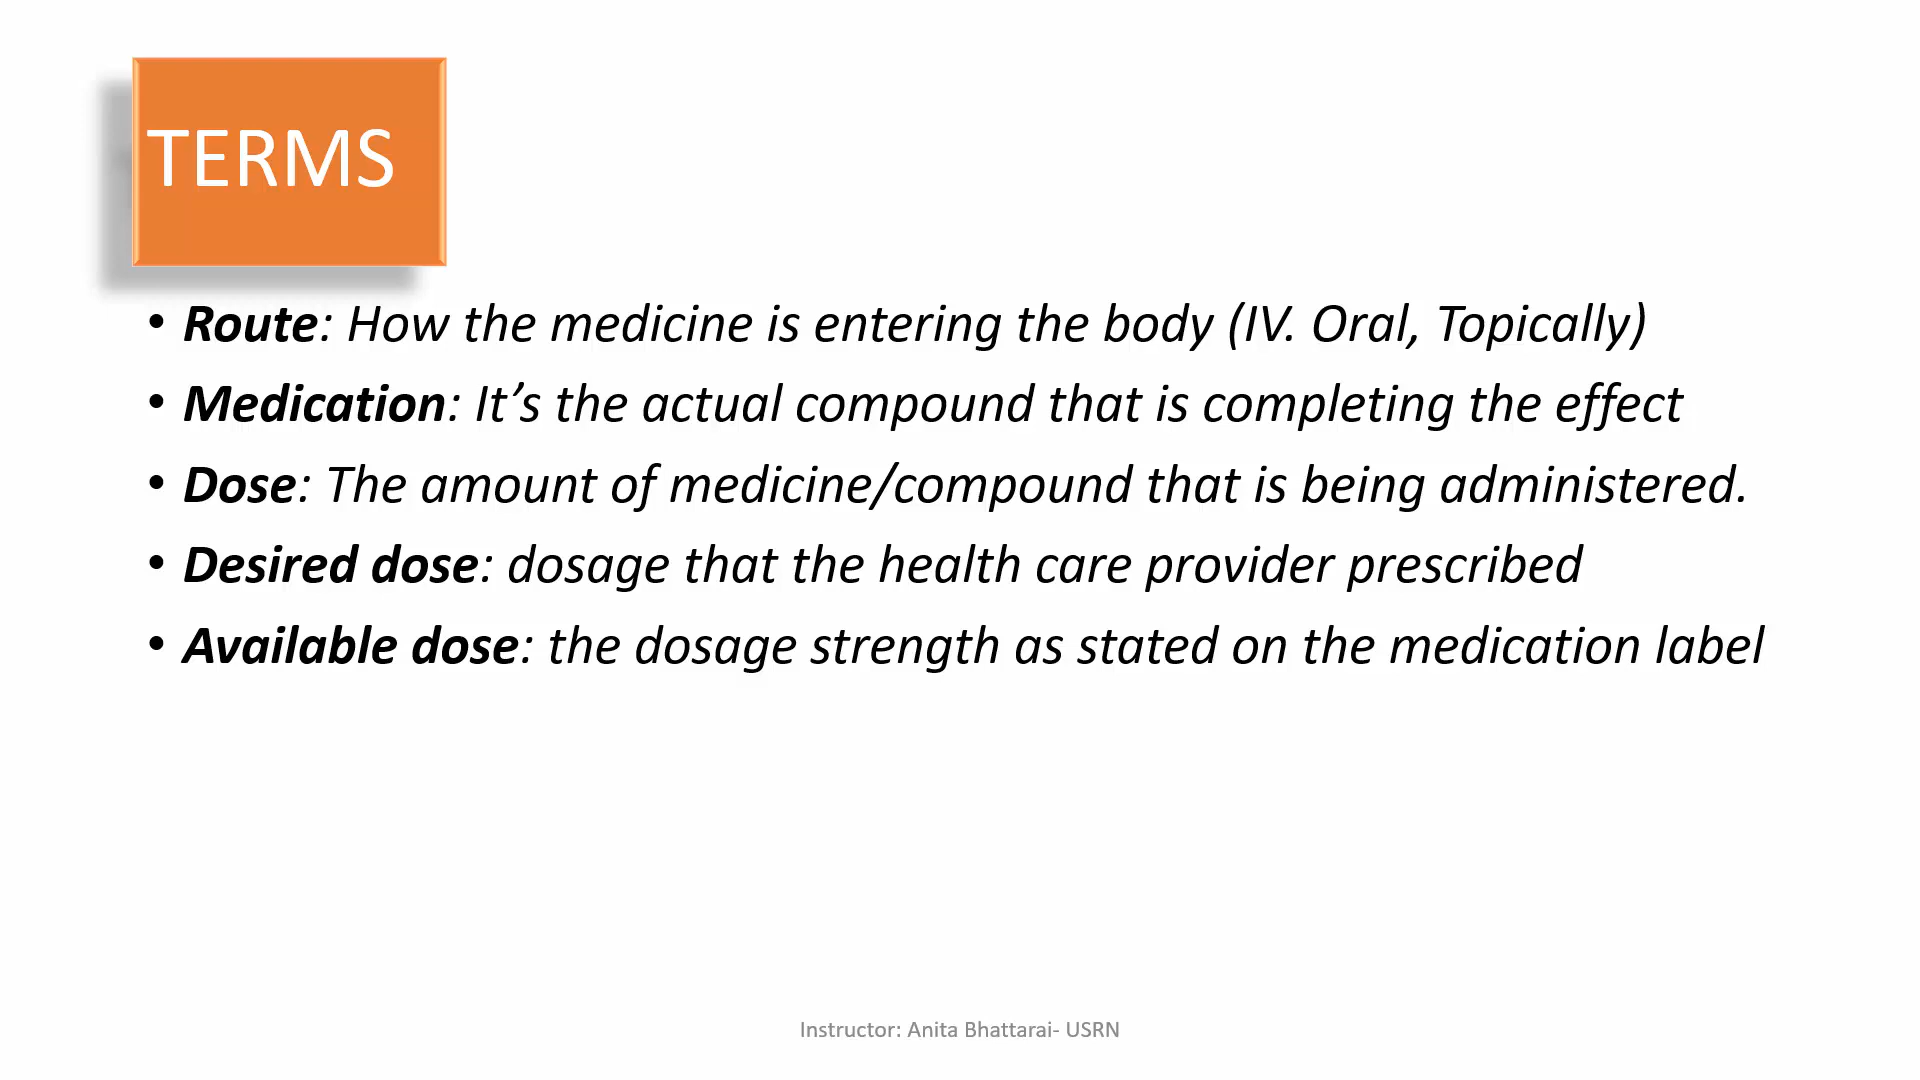 TERMS
• Route: How the medicine is entering the body (IV. Oral, Topically)
• Medication: It’s the actual compound that is completing the effect
• Dose: The amount of medicine/compound that is being administered.
• Desired dose: dosage that the health care provider prescribed
• Available dose: the dosage strength as stated on the medication label
Instructor: Anita Bhattarai- USRN